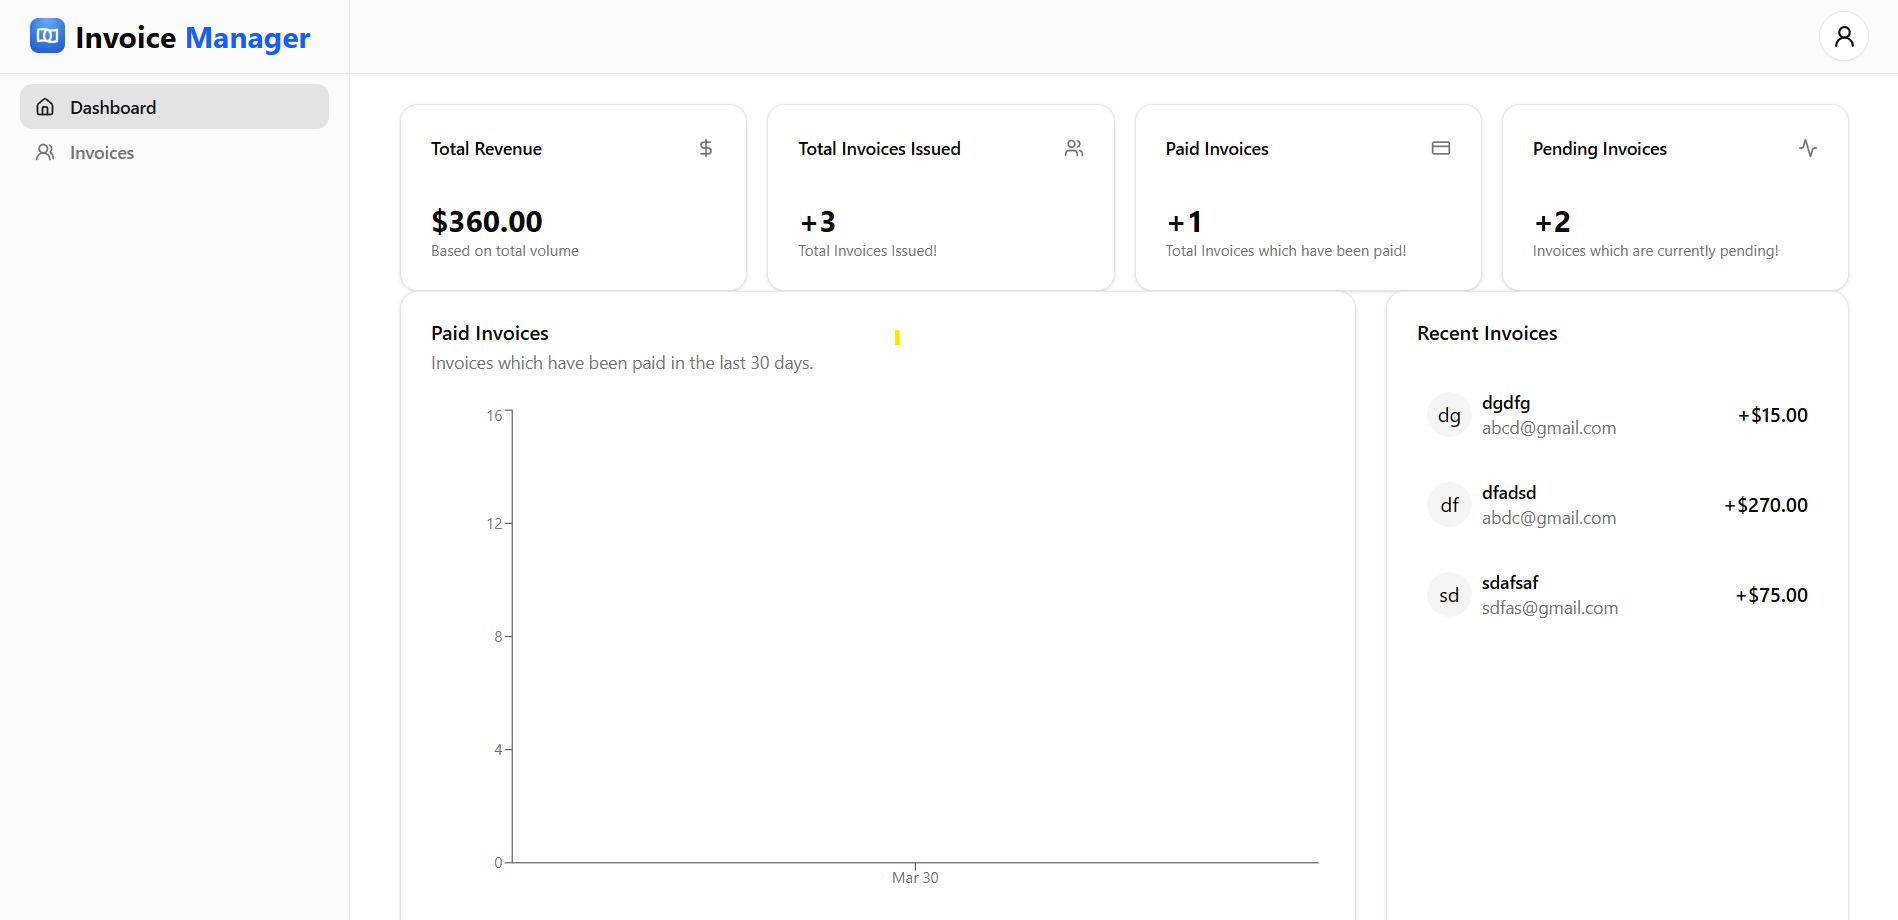 Invoice Manager
Dashboard
Invoices
Total Revenue
$360.00
Based on total volume
Total Invoices Issued
+3
Total Invoices Issued!
Paid Invoices
+1
Total Invoices which have been paid!
Pending Invoices
+2
Invoices which are currently pending!
Paid Invoices
Invoices which have been paid in the last 30 days.
16
12
8
4
0
Mar 30
Recent Invoices
dg
dgdfg
abcd@gmail.com
+$15.00
df
dfadsd
abdc@gmail.com
+$270.00
sd
sdafsaf
sdfas@gmail.com
+$75.00